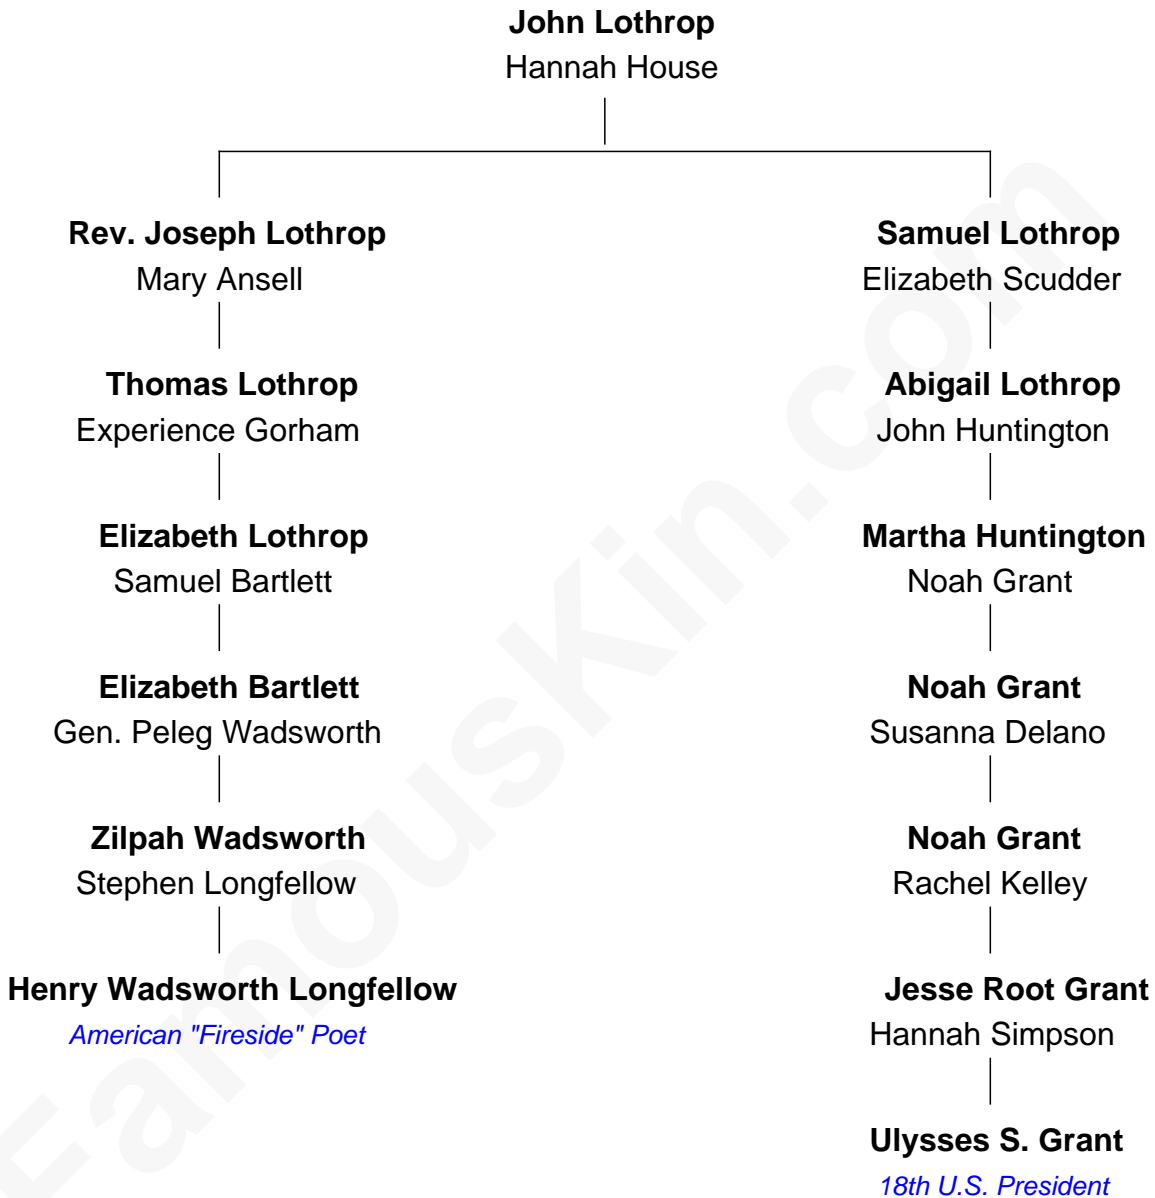 John Lothrop
Hannah House
Rev. Joseph Lothrop
Mary Ansell
Samuel Lothrop
Elizabeth Scudder
Thomas Lothrop
Experience Gorham
Abigail Lothrop
John Huntington
Elizabeth Lothrop
Samuel Bartlett
Martha Huntington
Noah Grant
Elizabeth Bartlett
Gen. Peleg Wadsworth
Noah Grant
Susanna Delano
Zilpah Wadsworth
Stephen Longfellow
Noah Grant
Rachel Kelley
Henry Wadsworth Longfellow
American "Fireside" Poet
Jesse Root Grant
Hannah Simpson
Ulysses S. Grant
18th U.S. President
FamousKin.com